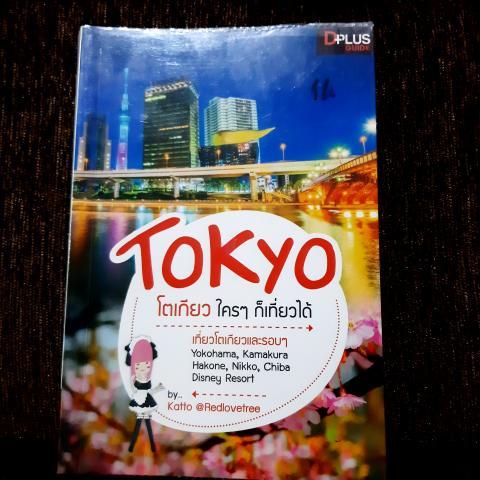 DPLUS
GUIDE
TOKYO
โตเกียว ใครๆ ก็เที่ยวได้
เที่ยวโตเกียวและรอบๆ
Yokohama, Kamakura
Hakone, Nikko, Chiba
Disney Resort
by..
Katto @Redlovetree